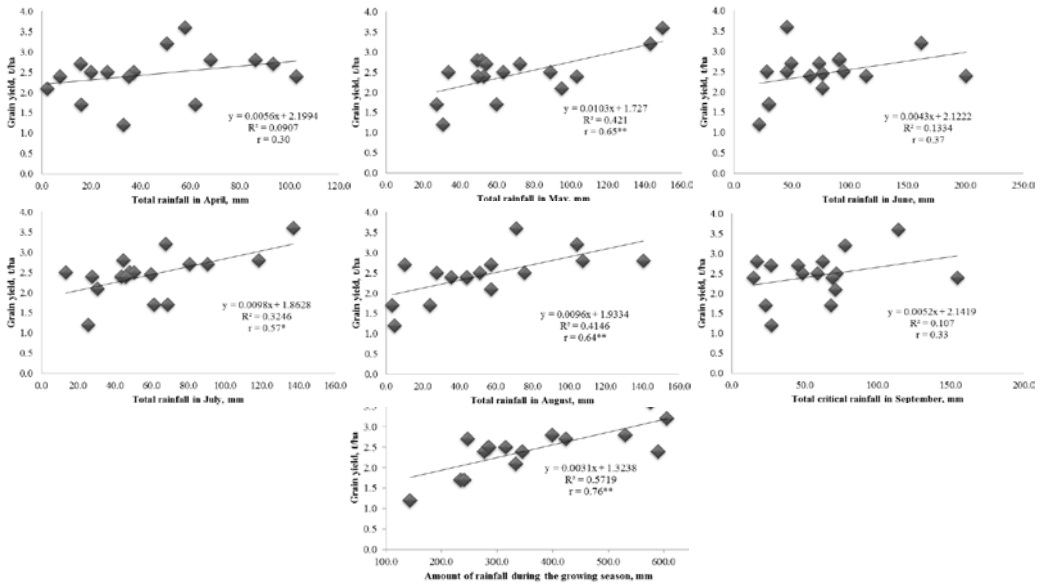 4.0
3.5
3.0
2.5
2.0
1.5
1.0
0.5
0.0
Grain yield, t/ha
y = 0.0056x + 2.1994
R² = 0.0907
r = 0.30
0.0 20.0 40.0 60.0 80.0 100.0 120.0
Total rainfall in April, mm
4.0
3.5
3.0
2.5
2.0
1.5
1.0
0.5
0.0
Grain yield, t/ha
y = 0.0103x + 1.727
R² = 0.421
r = 0.65**
0.0 20.0 40.0 60.0 80.0 100.0 120.0 140.0 160.0
Total rainfall in May, mm
4.0
3.5
3.0
2.5
2.0
1.5
1.0
0.5
0.0
Grain yield, t/ha
y = 0.0043x + 2.1222
R² = 0.1334
r = 0.37
0.0 50.0 100.0 150.0 200.0 250.0
Total rainfall in June, mm
4.0
3.5
3.0
2.5
2.0
1.5
1.0
0.5
0.0
Grain yield, t/ha
y = 0.0098x + 1.8628
R² = 0.3246
r = 0.57*
0.0 20.0 40.0 60.0 80.0 100.0 120.0 140.0 160.0
Total rainfall in July, mm
4.0
3.5
3.0
2.5
2.0
1.5
1.0
0.5
0.0
Grain yield, t/ha
y = 0.0096x + 1.9334
R² = 0.4146
r = 0.64**
0.0 20.0 40.0 60.0 80.0 100.0 120.0 140.0 160.0
Total rainfall in August, mm
4.0
3.5
3.0
2.5
2.0
1.5
1.0
0.5
0.0
Grain yield, t/ha
y = 0.0052x + 2.1419
R² = 0.107
r = 0.33
0.0 50.0 100.0 150.0 200.0
Total critical rainfall in September, mm
3.5
3.0
2.5
2.0
1.5
1.0
0.5
0.0
Grain yield, t/ha
y = 0.0031x + 1.3238
R² = 0.5719
r = 0.76**
100.0 200.0 300.0 400.0 500.0 600.0
Amount of rainfall during the growing season, mm